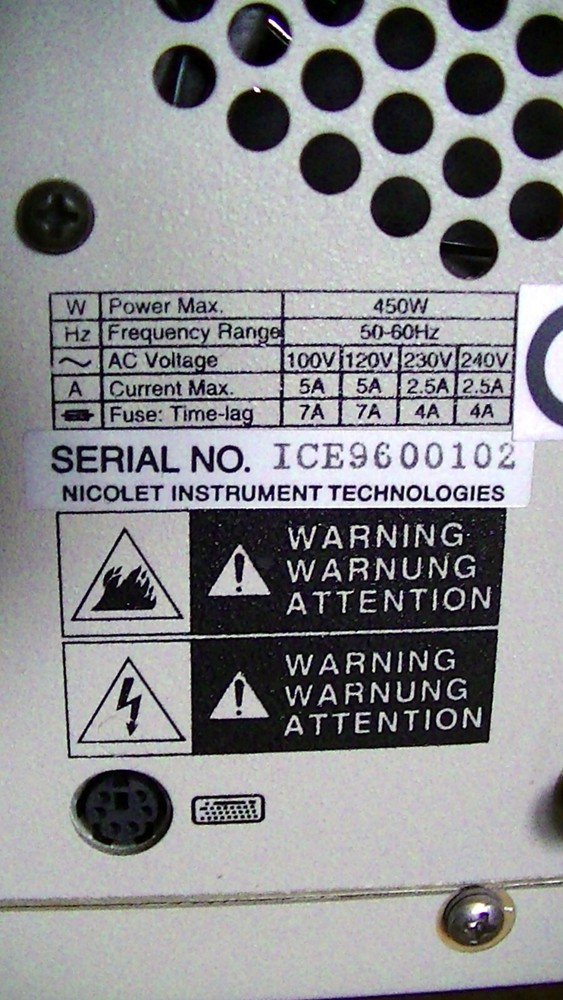 W Power Max. 450W
Hz Frequency Range 50-60Hz
AC Voltage 100V 120V 230V 240V
A Current Max. 5A 5A 2.5A 2.5A
Fuse: Time-lag 7A 7A 4A 4A
SERIAL NO. ICE9600102
NICOLET INSTRUMENT TECHNOLOGIES
WARNING
WARNUNG
ATTENTION
WARNING
WARNUNG
ATTENTION